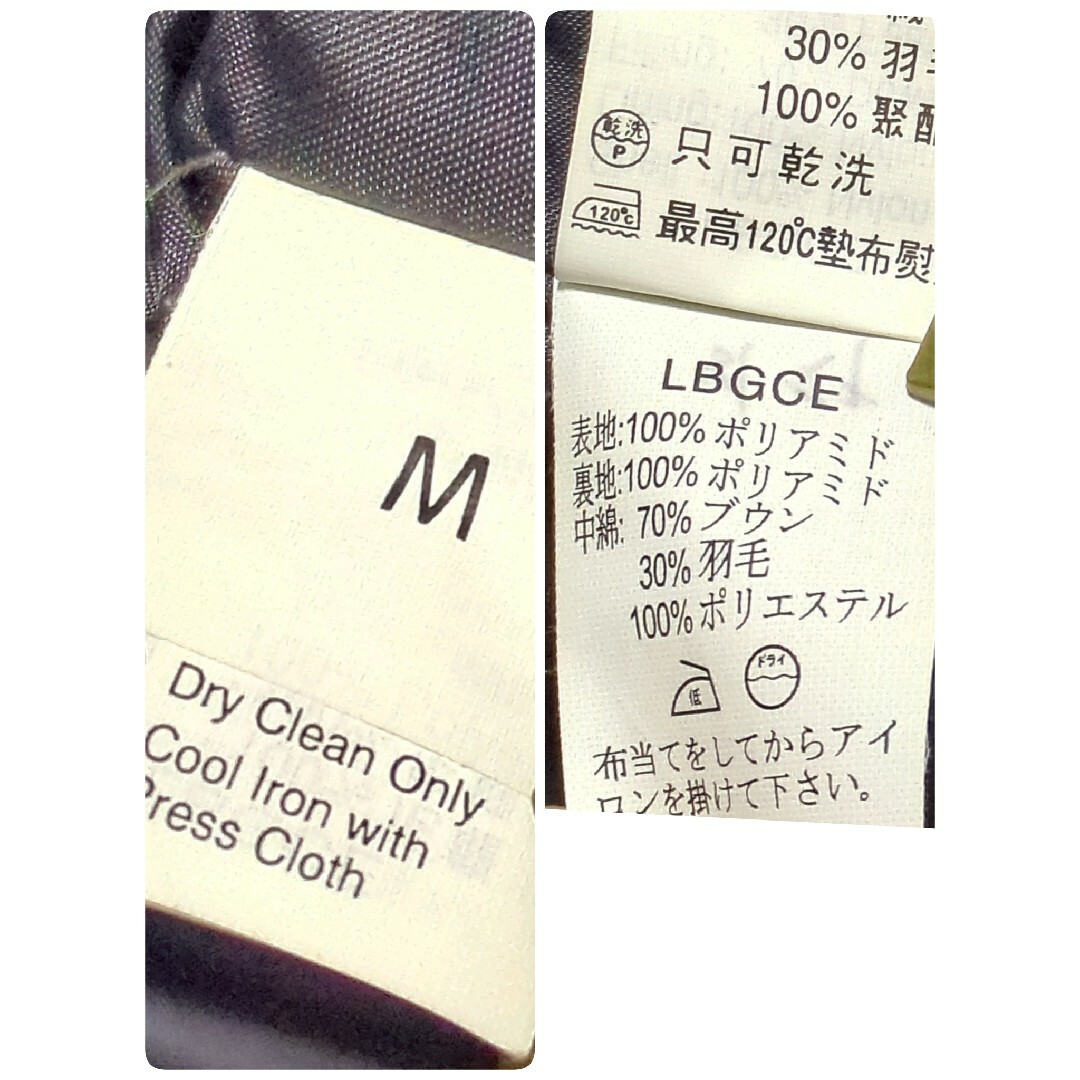 M
Dry Clean Only
Cool Iron with
Press Cloth
30% 羽
100% 聚
乾洗
P
只可乾洗
120℃
最高120℃墊布熨
LBGCE
表地:100% ポリアミド
裏地:100% ポリアミド
中綿: 70% ブウン
30% 羽毛
100% ポリエステル
低
ドライ
布当てをしてからアイ
ロンを掛けて下さい。